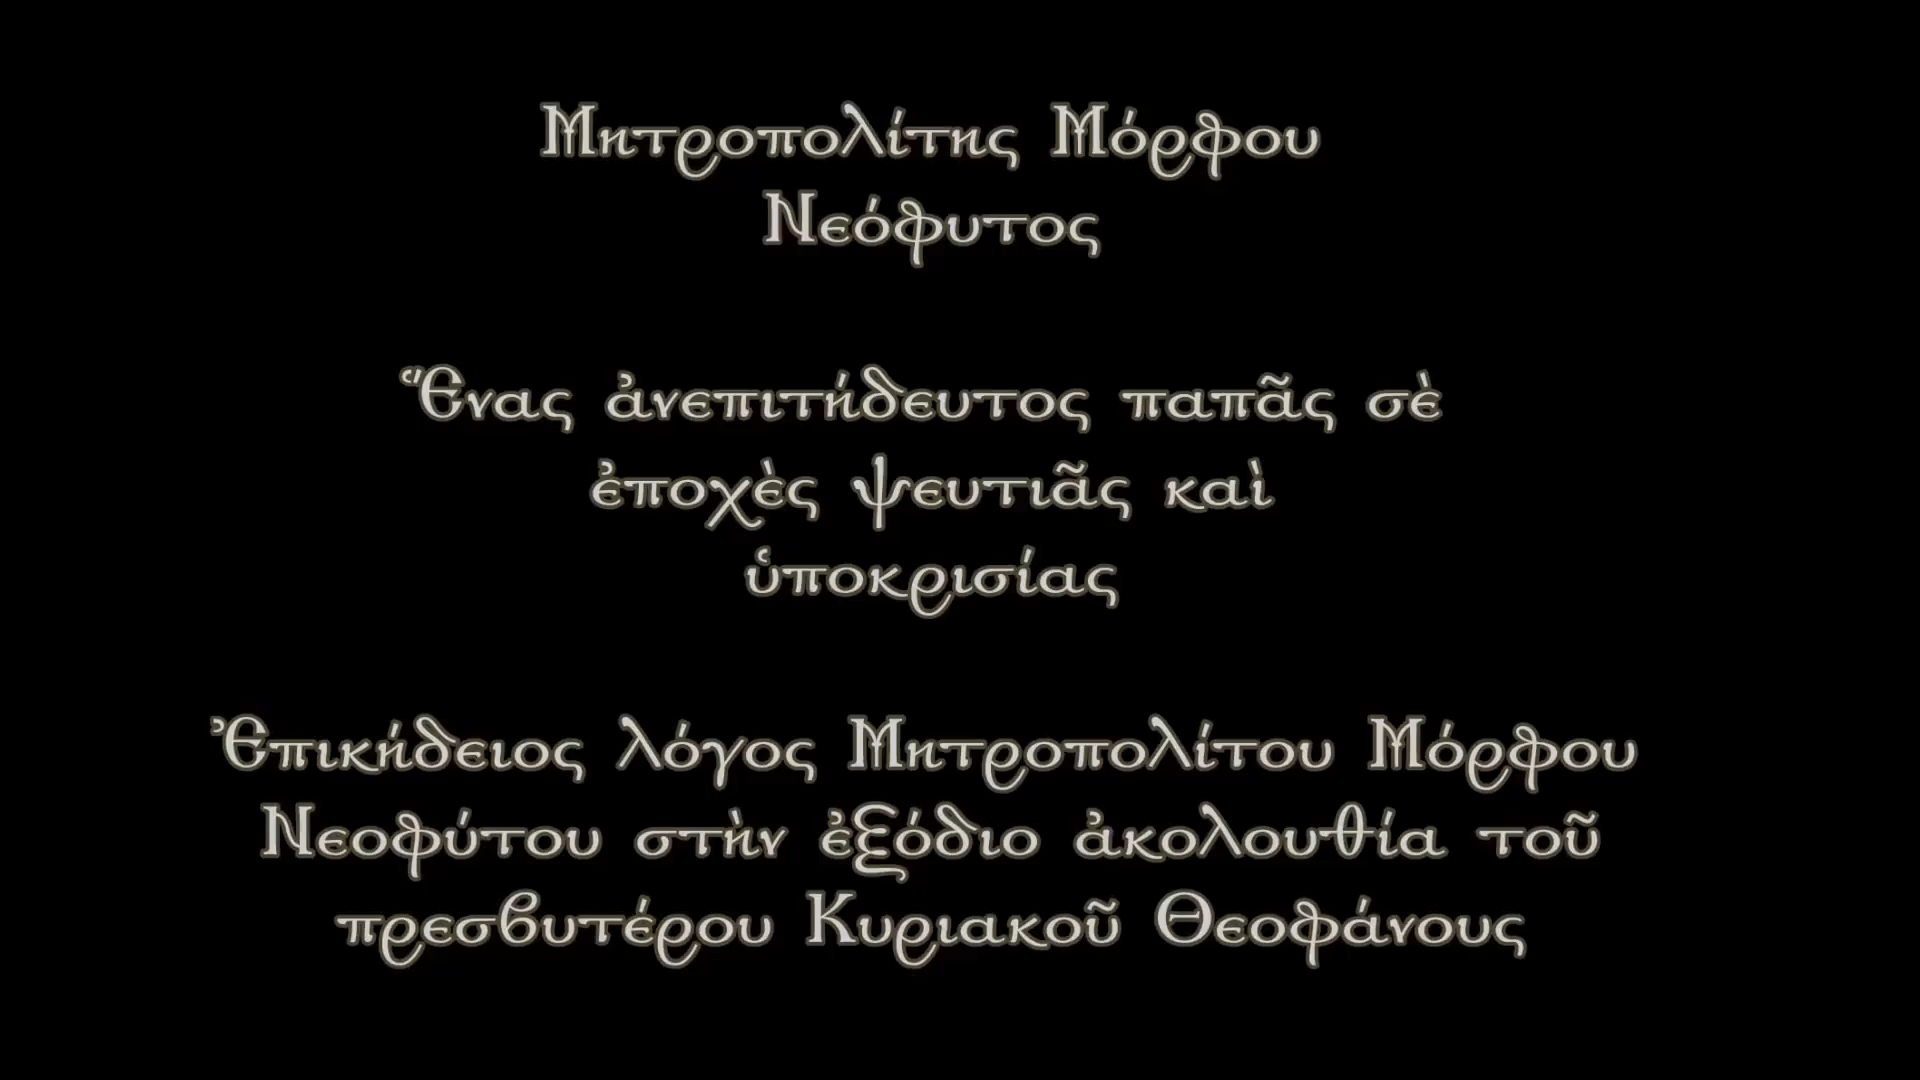 Μητροπολίτης Μόρφου
Νεόφυτος
Ἕνας ἀνεπιτήδευτος παπᾶς σὲ
ἐποχὲς ψευτιᾶς καὶ
ὑποκρισίας
Ἐπικήδειος λόγος Μητροπολίτου Μόρφου
Νεοφύτου στὴν ἐξόδιο ἀκολουθία τοῦ
πρεσβυτέρου Κυριακοῦ Θεοφάνους